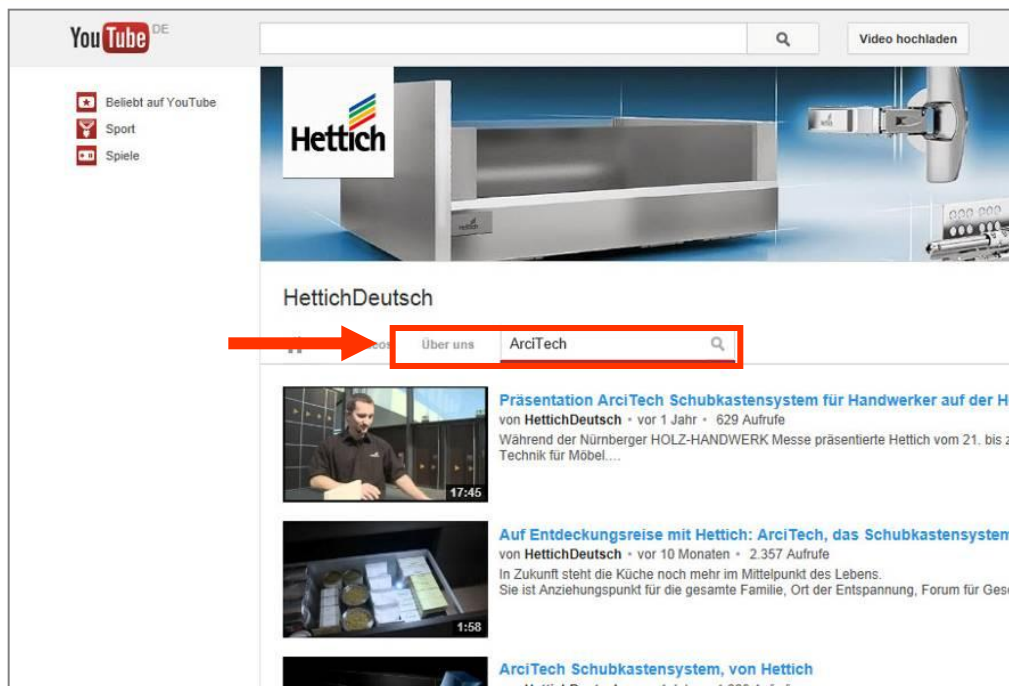 YouTube DE
Video hochladen
Beliebt auf YouTube
Sport
Spiele
Hettich
HettichDeutsch
Über uns
ArciTech
Präsentation ArciTech Schubkastensystem für Handwerker auf der H
von HettichDeutsch • vor 1 Jahr • 629 Aufrufe
Während der Nürnberger HOLZ-HANDWERK Messe präsentierte Hettich vom 21. bis z
Technik für Möbel....
17:45
Auf Entdeckungsreise mit Hettich: ArciTech, das Schubkastensystem
von HettichDeutsch • vor 10 Monaten • 2.357 Aufrufe
In Zukunft steht die Küche noch mehr im Mittelpunkt des Lebens.
Sie ist Anziehungspunkt für die gesamte Familie, Ort der Entspannung, Forum für Gesc
1:58
ArciTech Schubkastensystem, von Hettich